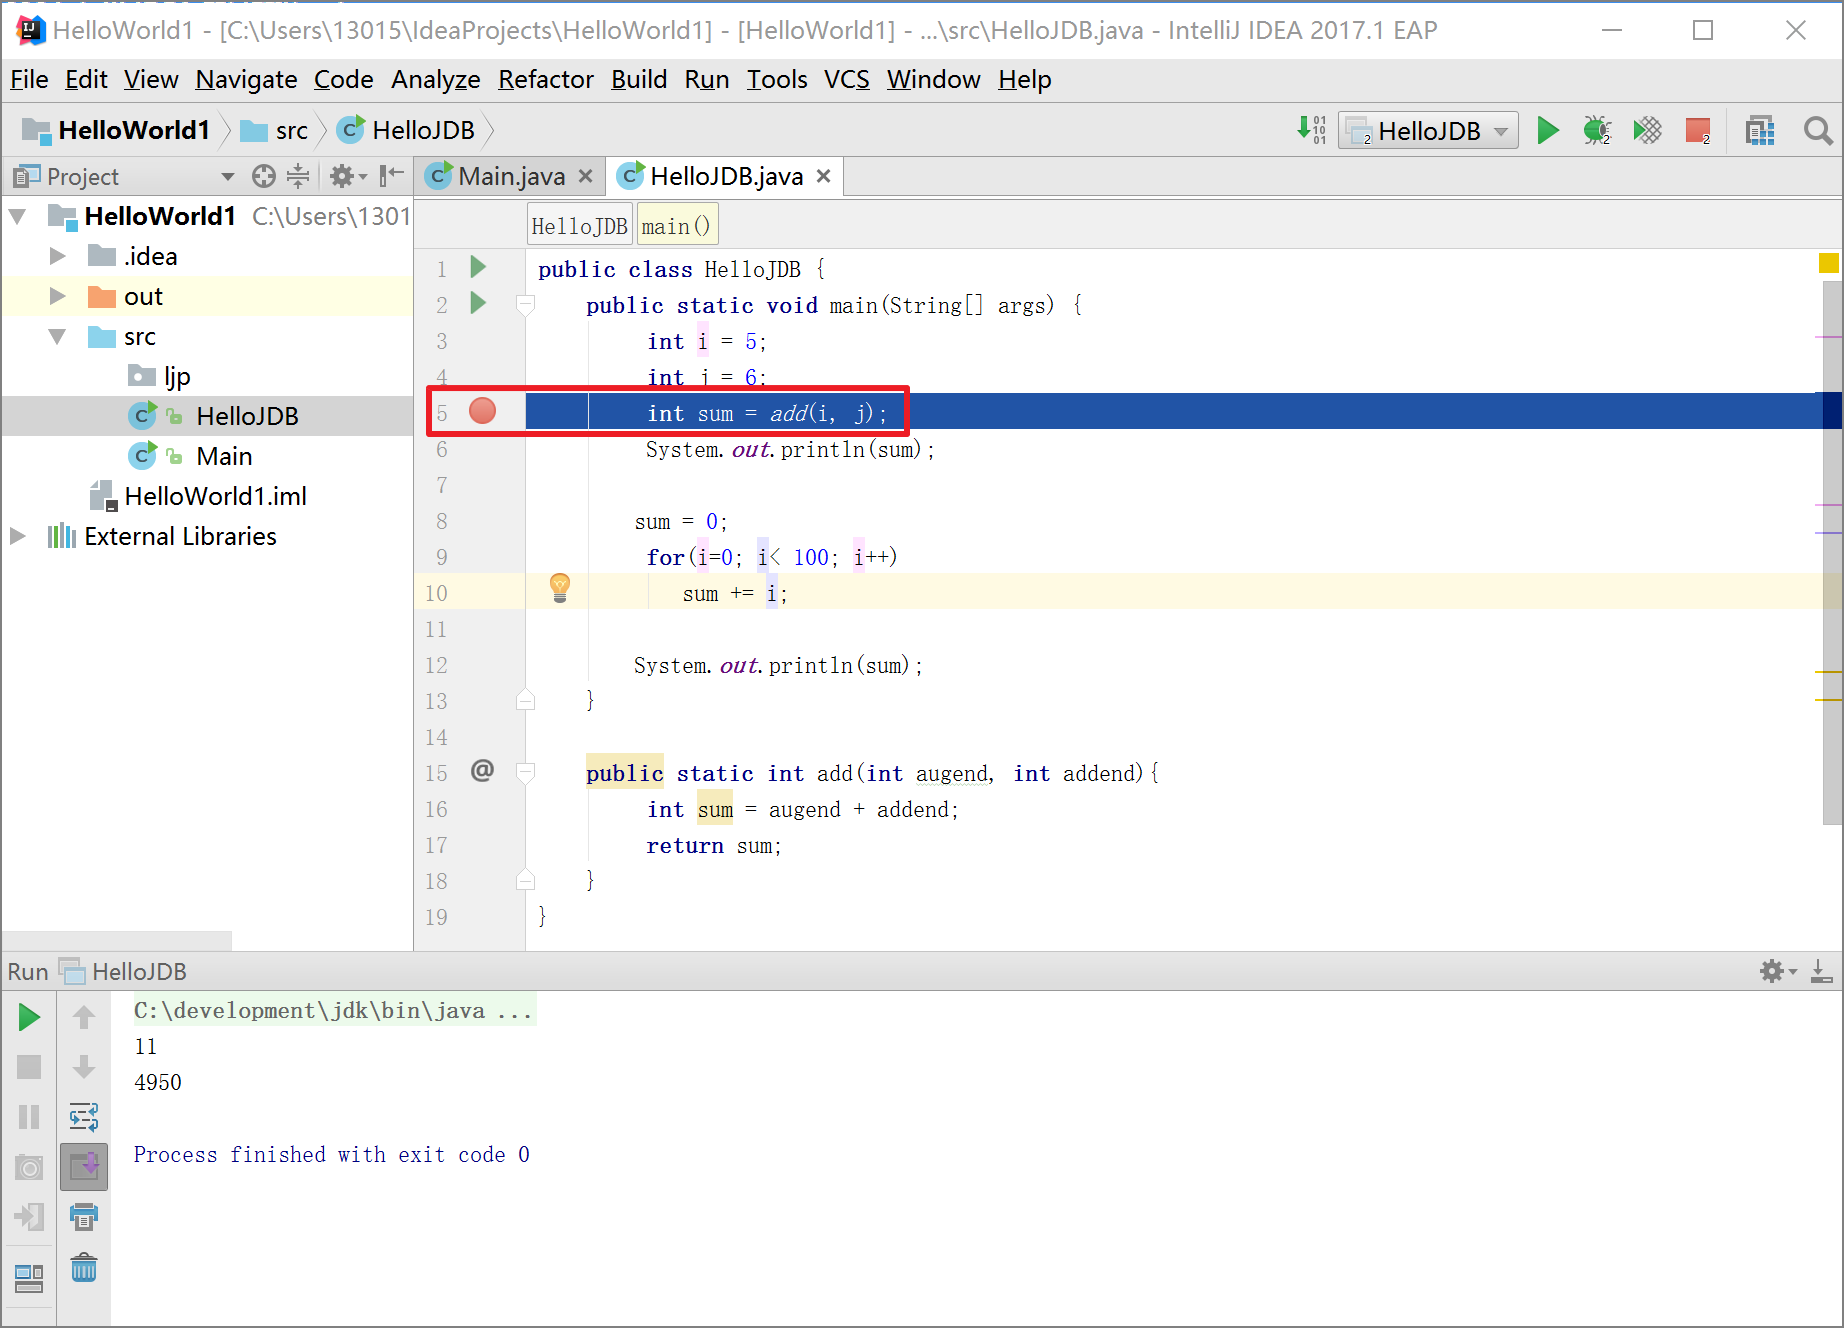 HelloWorld1 - [C:\Users\13015\IdeaProjects\HelloWorld1] - [HelloWorld1] - ...\src\HelloJDB.java - IntelliJ IDEA 2017.1 EAP
File Edit View Navigate Code Analyze Refactor Build Run Tools VCS Window Help
HelloWorld1 src HelloJDB HelloJDB
Project
HelloWorld1 C:\Users\1301
.idea
out
src
ljp
HelloJDB
Main
HelloWorld1.iml
External Libraries
Main.java HelloJDB.java
HelloJDB main()
1 public class HelloJDB {
2 public static void main(String[] args) {
3 int i = 5;
4 int j = 6;
5 int sum = add(i, j);
6 System.out.println(sum);
7
8 sum = 0;
9 for(i=0; i< 100; i++)
10 sum += i;
11
12 System.out.println(sum);
13 }
14
15 @ public static int add(int augend, int addend){
16 int sum = augend + addend;
17 return sum;
18 }
19 }
Run HelloJDB
C:\development\jdk\bin\java ...
11
4950
Process finished with exit code 0